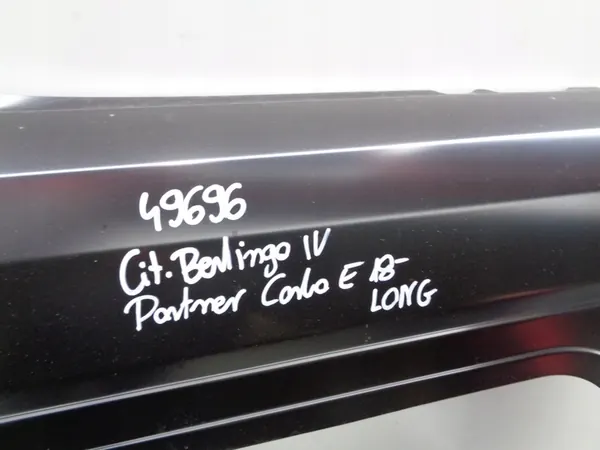 49696
Cit. Berlingo IV
Partner Combo E 18-
LONG